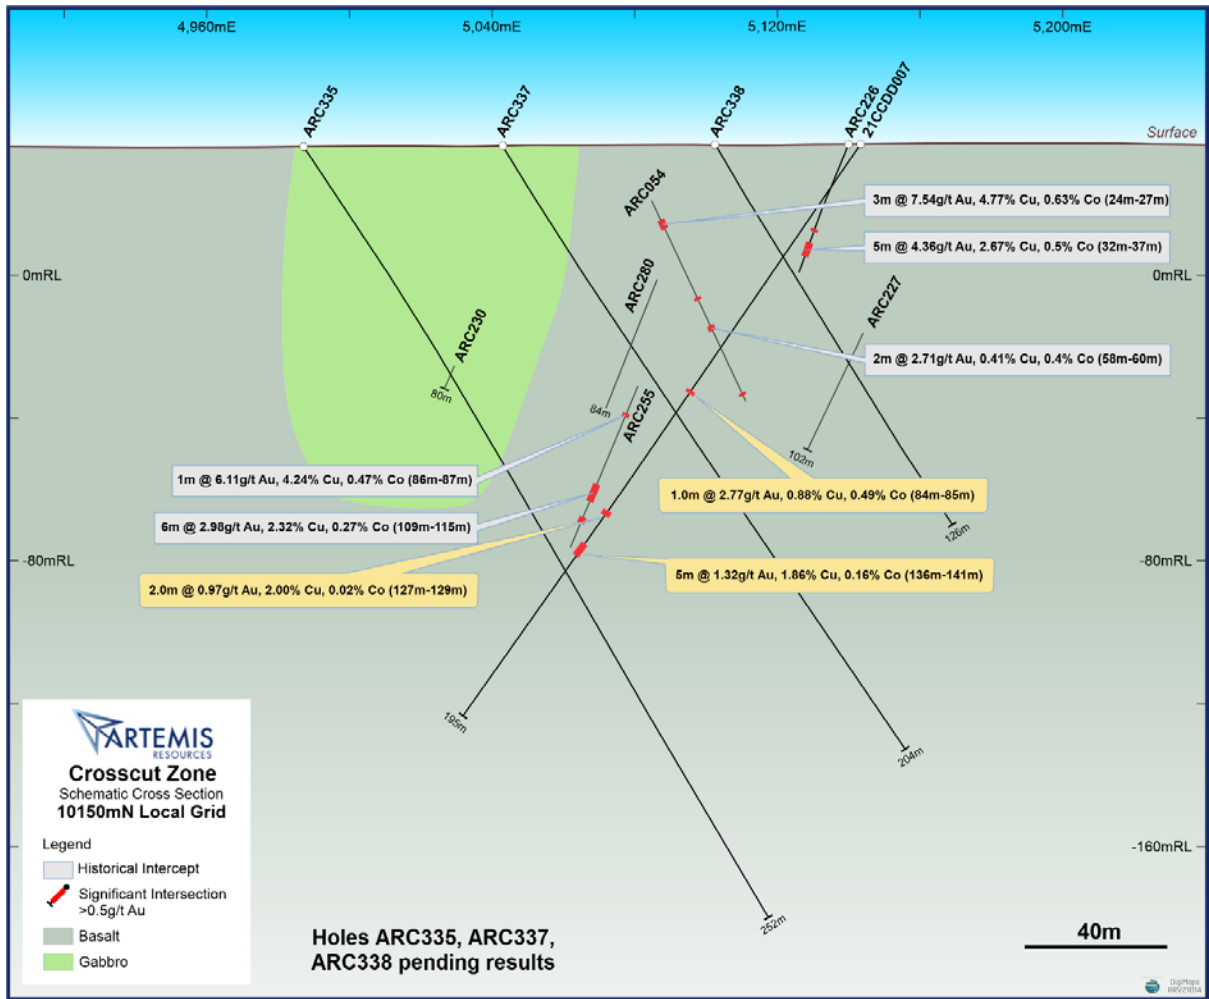 4,960mE
5,040mE
5,120mE
5,200mE
ARC335
ARC337
ARC338
ARC226
21CCDD007
Surface
ARC054
3m @ 7.54g/t Au, 4.77% Cu, 0.63% Co (24m-27m)
5m @ 4.36g/t Au, 2.67% Cu, 0.5% Co (32m-37m)
0mRL
0mRL
ARC280
ARC227
ARC230
2m @ 2.71g/t Au, 0.41% Cu, 0.4% Co (58m-60m)
80m
84m
ARC255
102m
1m @ 6.11g/t Au, 4.24% Cu, 0.47% Co (86m-87m)
1.0m @ 2.77g/t Au, 0.88% Cu, 0.49% Co (84m-85m)
6m @ 2.98g/t Au, 2.32% Cu, 0.27% Co (109m-115m)
126m
-80mRL
-80mRL
5m @ 1.32g/t Au, 1.86% Cu, 0.16% Co (136m-141m)
2.0m @ 0.97g/t Au, 2.00% Cu, 0.02% Co (127m-129m)
195m
204m
ARTEMIS
RESOURCES
Crosscut Zone
Schematic Cross Section
10150mN Local Grid
Legend
Historical Intercept
Significant Intersection
>0.5g/t Au
Basalt
Gabbro
-160mRL
252m
Holes ARC335, ARC337,
ARC338 pending results
40m
DigiMaps
RRV21014